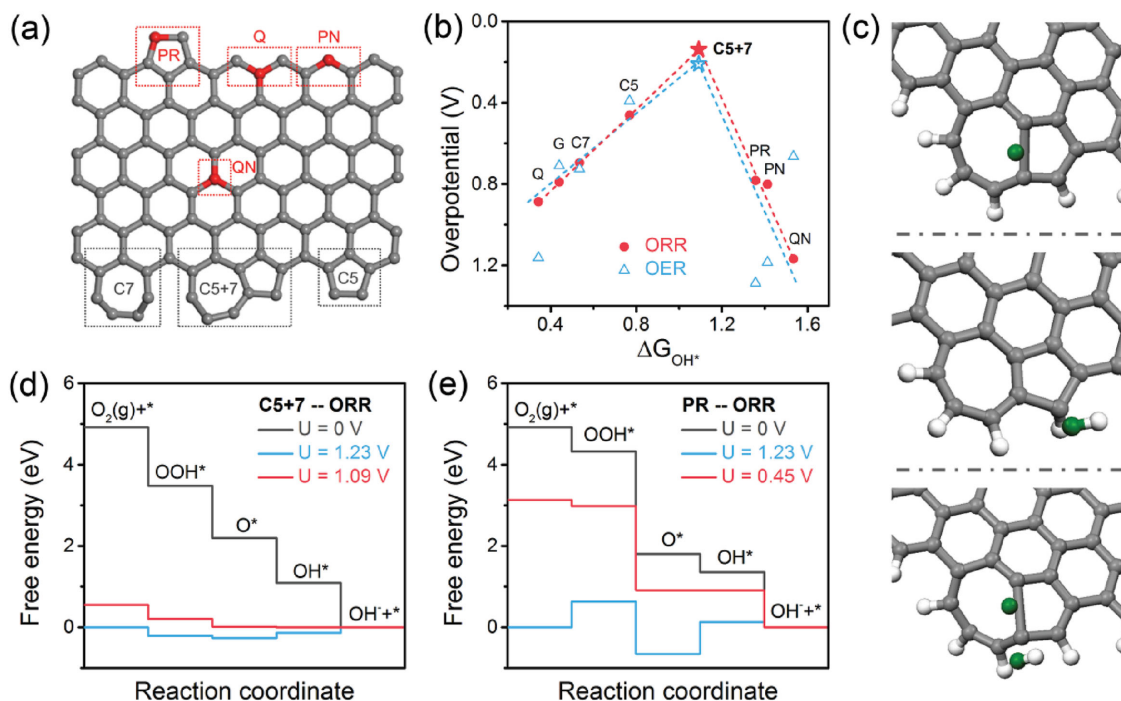 (a)
PR
Q
PN
QN
C7
C5+7
C5
(b)
Overpotential (V)
0.0
0.4
0.8
1.2
0.4
0.8
1.2
1.6
ΔG_OH*
C5+7
C5
G
C7
Q
PR
PN
QN
ORR
OER
(c)
(d)
Free energy (eV)
6
4
2
0
O₂(g)+*
OOH*
O*
OH*
OH⁻+*
C5+7 -- ORR
U = 0 V
U = 1.23 V
U = 1.09 V
Reaction coordinate
(e)
Free energy (eV)
6
4
2
0
O₂(g)+*
OOH*
O*
OH*
OH⁻+*
PR -- ORR
U = 0 V
U = 1.23 V
U = 0.45 V
Reaction coordinate